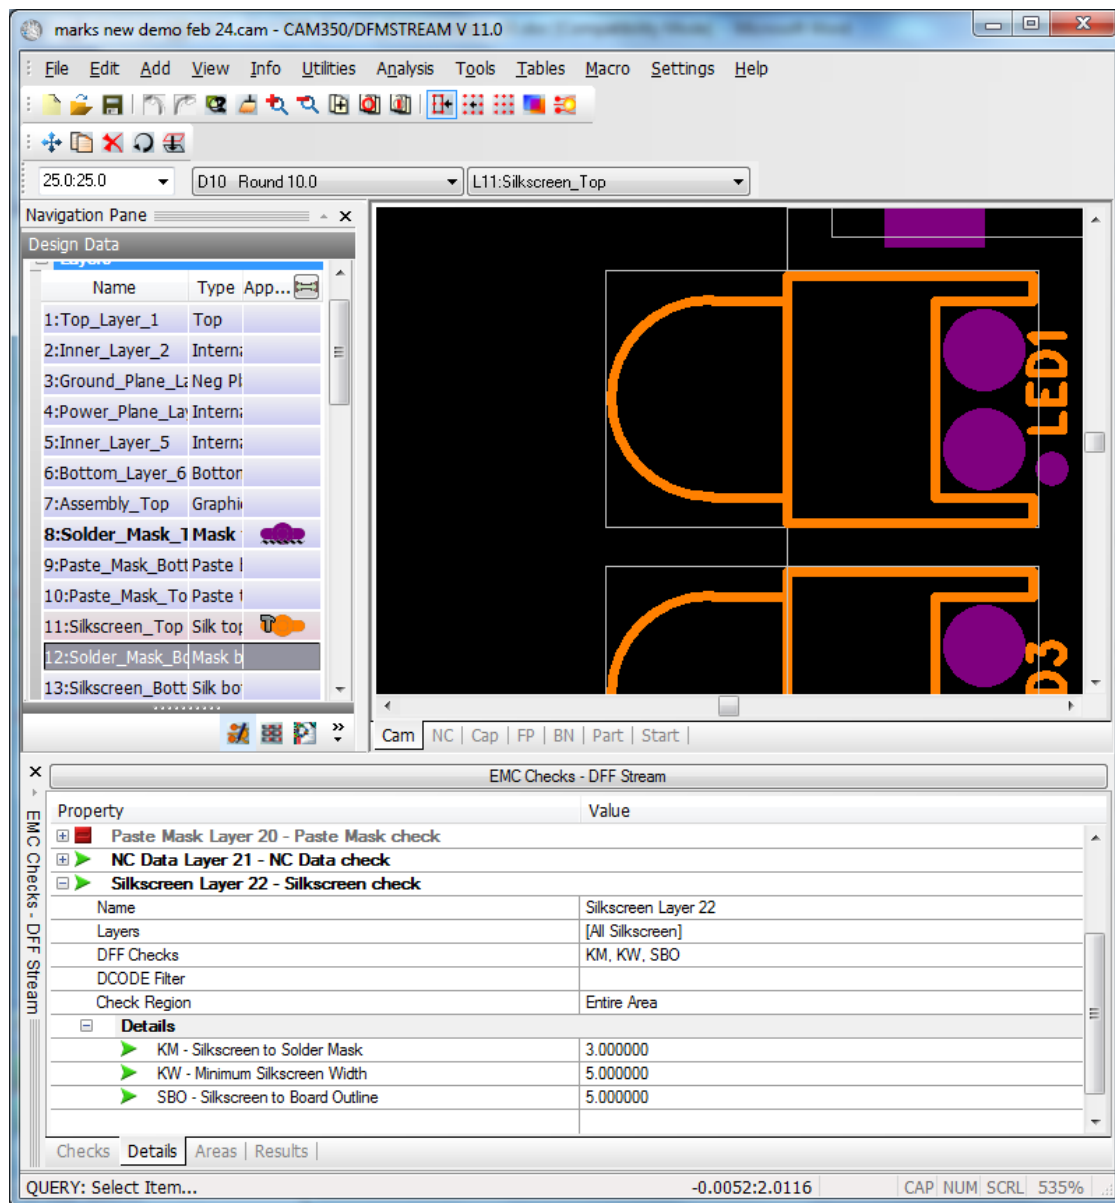 marks new demo feb 24.cam - CAM350/DFMSTREAM V 11.0
File Edit Add View Info Utilities Analysis Tools Tables Macro Settings Help
25.0:25.0 D10 Round 10.0 L11:Silkscreen_Top
Navigation Pane
Design Data
Layers
Name Type App...
1:Top_Layer_1 Top
2:Inner_Layer_2 Interna
3:Ground_Plane_La Neg Pl
4:Power_Plane_Lay Interna
5:Inner_Layer_5 Interna
6:Bottom_Layer_6 Bottor
7:Assembly_Top Graphi
8:Solder_Mask_T Mask
9:Paste_Mask_Bott Paste
10:Paste_Mask_To Paste t
11:Silkscreen_Top Silk top
12:Solder_Mask_Bo Mask b
13:Silkscreen_Bott Silk bo
LED1
D3
Cam NC Cap FP BN Part Start
EMC Checks - DFF Stream
EMC Checks - DFF Stream
Property Value
Paste Mask Layer 20 - Paste Mask check
NC Data Layer 21 - NC Data check
Silkscreen Layer 22 - Silkscreen check
Name Silkscreen Layer 22
Layers [All Silkscreen]
DFF Checks KM, KW, SBO
DCODE Filter
Check Region Entire Area
Details
KM - Silkscreen to Solder Mask 3.000000
KW - Minimum Silkscreen Width 5.000000
SBO - Silkscreen to Board Outline 5.000000
Checks Details Areas Results
QUERY: Select Item... -0.0052:2.0116 CAP NUM SCRL 535%